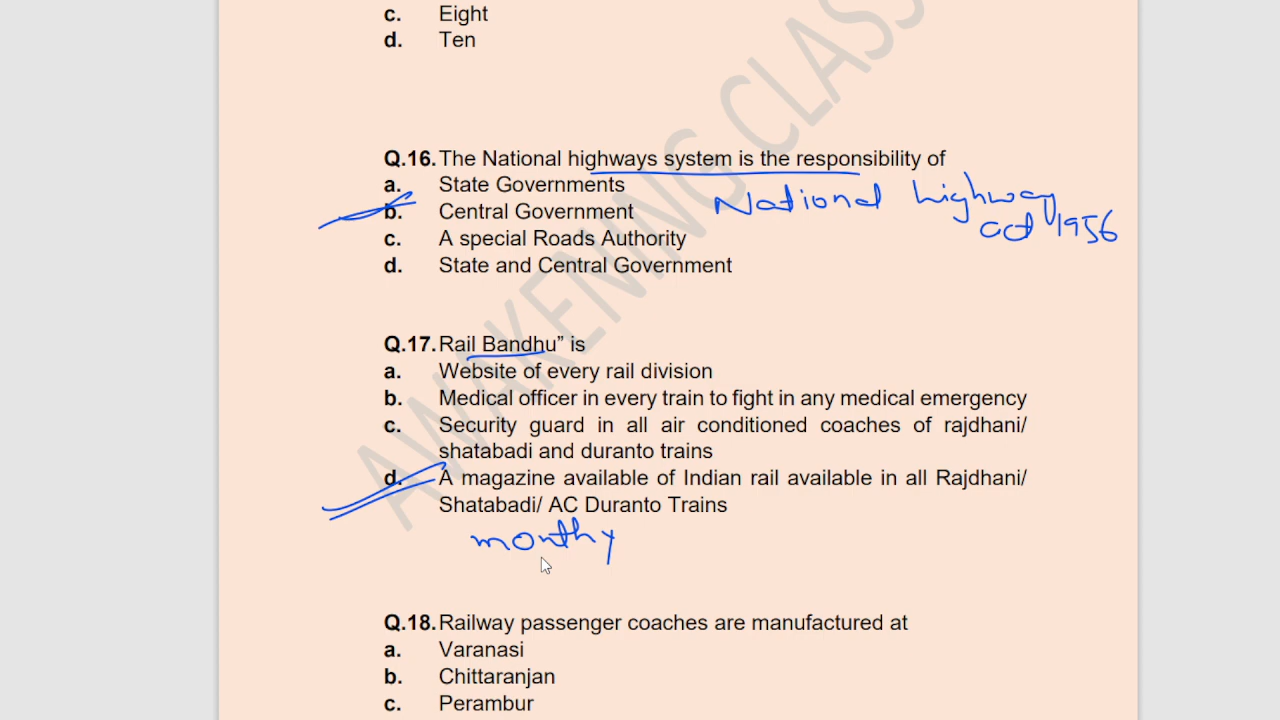 c. Eight
d. Ten
Q.16. The National highways system is the responsibility of
a. State Governments
b. Central Government
c. A special Roads Authority
d. State and Central Government
National highway
act 1956
Q.17. Rail Bandhu” is
a. Website of every rail division
b. Medical officer in every train to fight in any medical emergency
c. Security guard in all air conditioned coaches of rajdhani/
shatabadi and duranto trains
d. A magazine available of Indian rail available in all Rajdhani/
Shatabadi/ AC Duranto Trains
monthy
Q.18. Railway passenger coaches are manufactured at
a. Varanasi
b. Chittaranjan
c. Perambur
AWAKENING CLASS